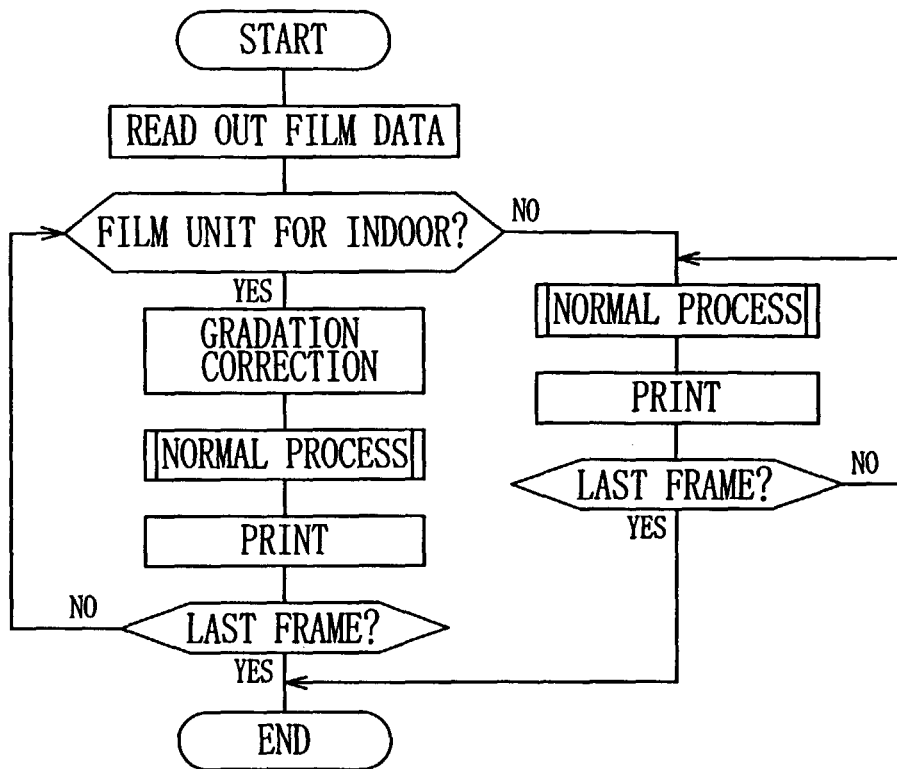 START
READ OUT FILM DATA
FILM UNIT FOR INDOOR?
NO
YES
GRADATION
CORRECTION
NORMAL PROCESS
PRINT
LAST FRAME?
NO
YES
NORMAL PROCESS
PRINT
LAST FRAME?
NO
YES
END